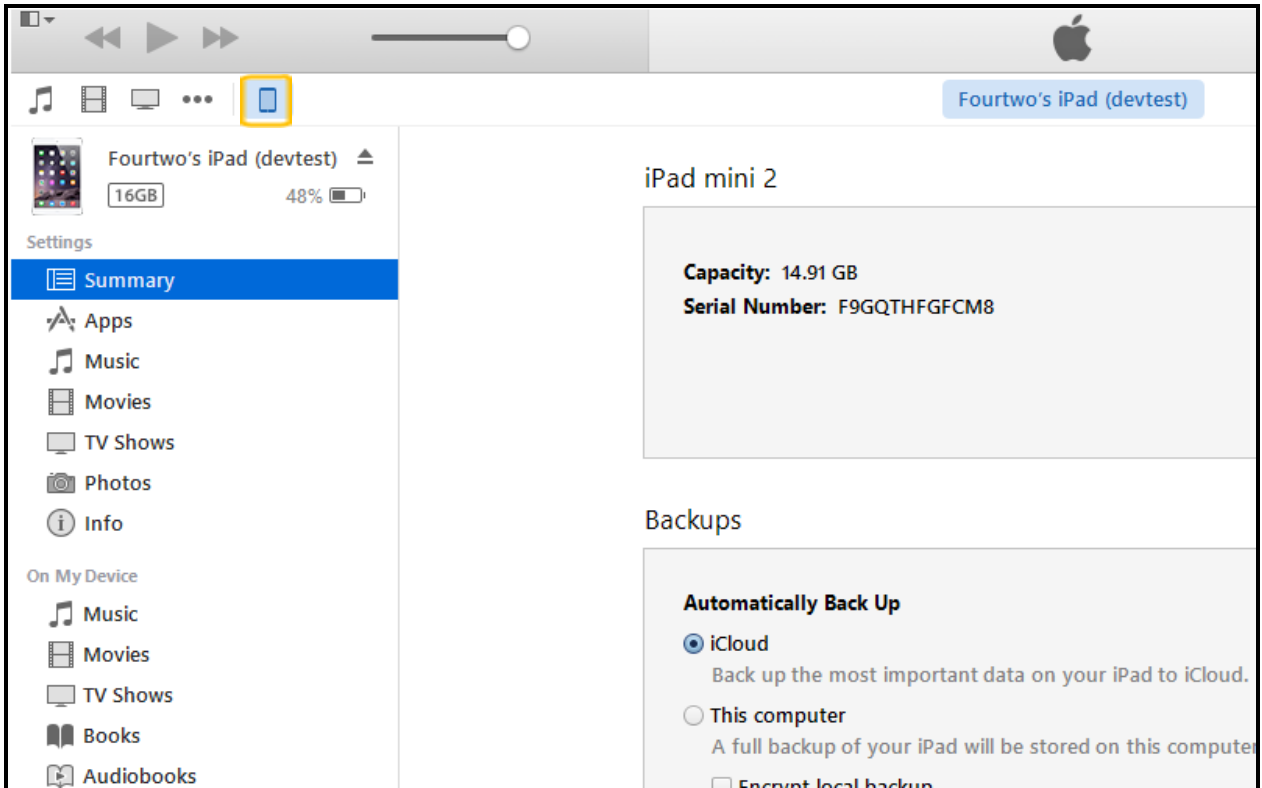 Fourtwo's iPad (devtest)
Fourtwo's iPad (devtest)
16GB 48%
Settings
Summary
Apps
Music
Movies
TV Shows
Photos
Info
On My Device
Music
Movies
TV Shows
Books
Audiobooks
iPad mini 2
Capacity: 14.91 GB
Serial Number: F9GQTHFGFCM8
Backups
Automatically Back Up
iCloud
Back up the most important data on your iPad to iCloud.
This computer
A full backup of your iPad will be stored on this computer
Encrypt local backup